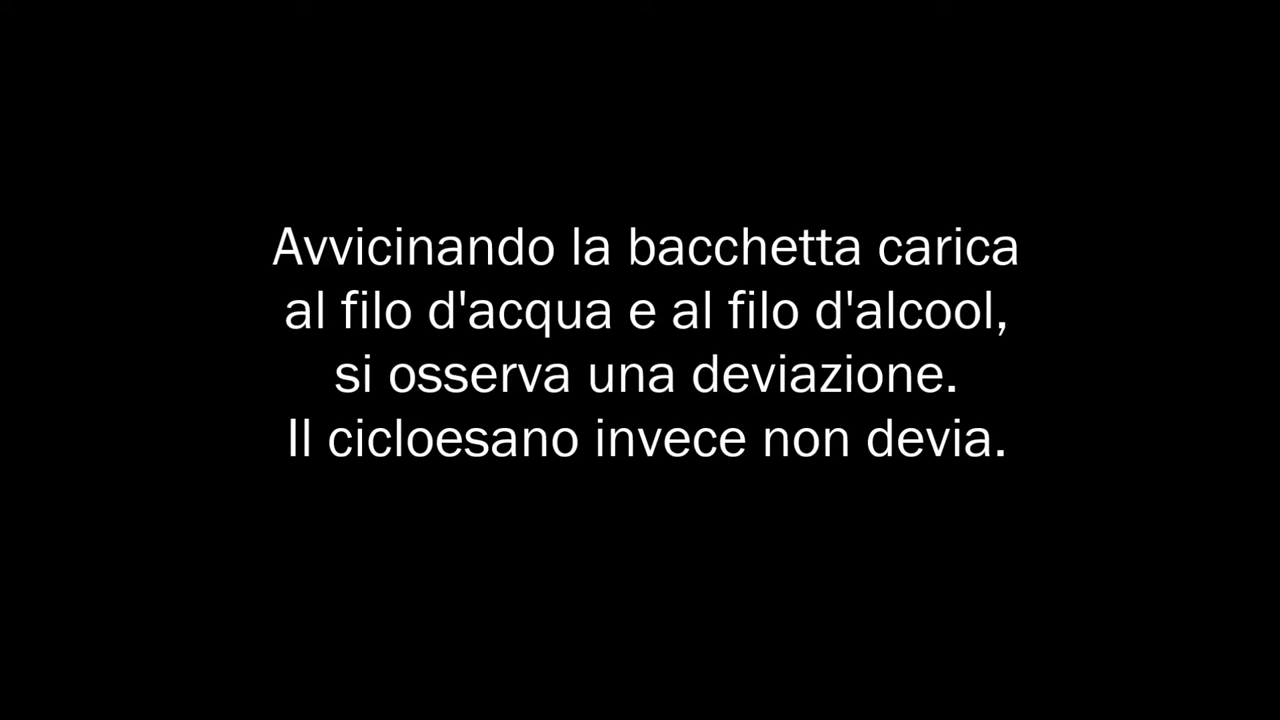 Avvicinando la bacchetta carica
al filo d'acqua e al filo d'alcool,
si osserva una deviazione.
Il cicloesano invece non devia.